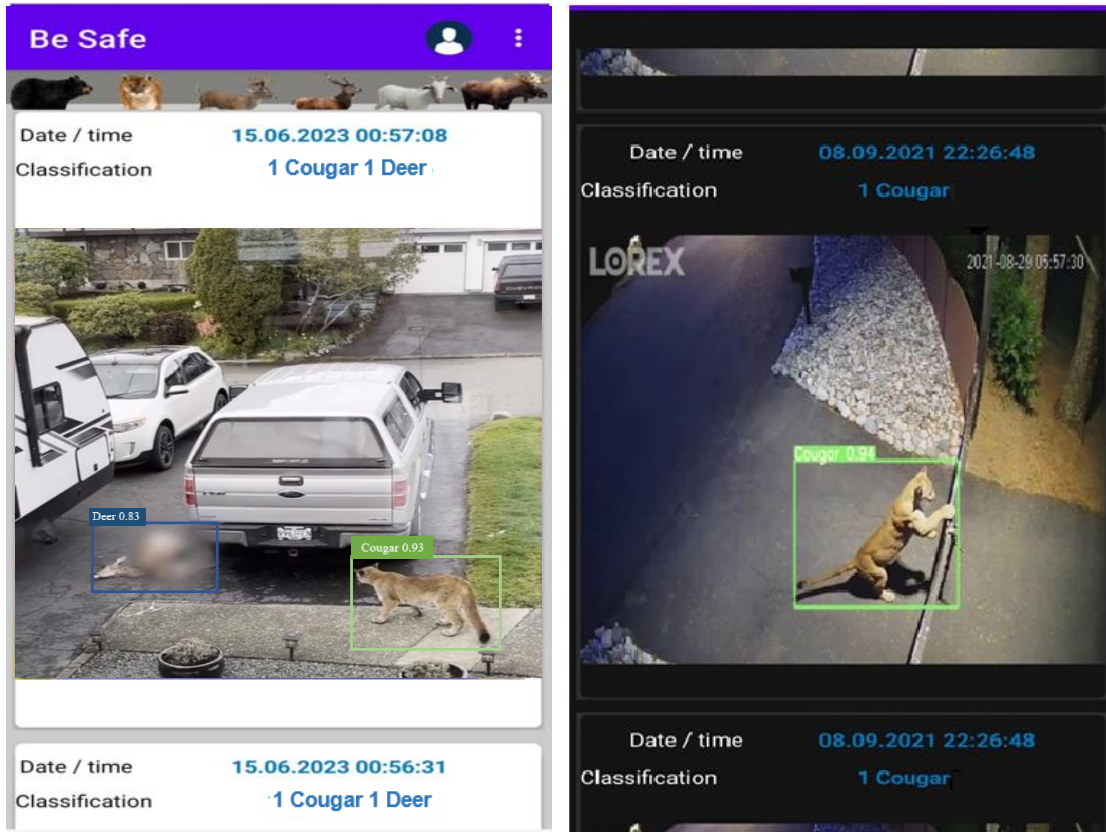 Be Safe
Date / time 15.06.2023 00:57:08
Classification 1 Cougar 1 Deer
Deer 0.83
Cougar 0.93
Date / time 15.06.2023 00:56:31
Classification 1 Cougar 1 Deer
Date / time 08.09.2021 22:26:48
Classification 1 Cougar
LOREX
2021-08-29 05:57:30
Cougar 0.94
Date / time 08.09.2021 22:26:48
Classification 1 Cougar